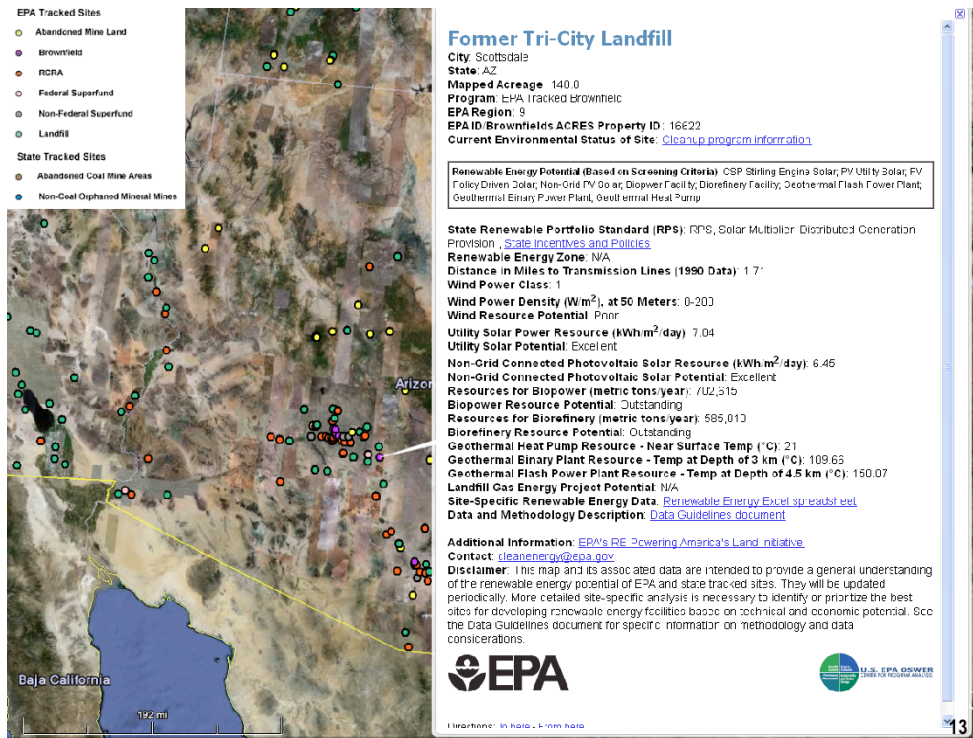 EPA Tracked Sites
Abandoned Mine Land
Brownfield
RCRA
Federal Superfund
Non-Federal Superfund
Landfill
State Tracked Sites
Abandoned Coal Mine Areas
Non-Coal Orphaned Mineral Mines
Arizon
Baja California
192 mi
Former Tri-City Landfill
City: Scottsdale
State: AZ
Mapped Acreage: 140.0
Program: EPA Tracked Brownfield
EPA Region: 9
EPA ID/Brownfields ACRES Property ID: 16622
Current Environmental Status of Site: Cleanup program information
Renewable Energy Potential (Based on Screening Criteria): CSP Stirling Engine Solar; PV Utility Solar; PV
Policy Driven Solar; Non-Grid PV Solar; Biopower Facility; Biorefinery Facility; Geothermal Flash Power Plant;
Geothermal Binary Power Plant; Geothermal Heat Pump
State Renewable Portfolio Standard (RPS): RPS, Solar Multiplier, Distributed Generation
Provision , State Incentives and Policies
Renewable Energy Zone: N/A
Distance in Miles to Transmission Lines (1990 Data): 1.71
Wind Power Class: 1
Wind Power Density (W/m2), at 50 Meters: 0-200
Wind Resource Potential: Poor
Utility Solar Power Resource (kWh/m2/day): 7.04
Utility Solar Potential: Excellent
Non-Grid Connected Photovoltaic Solar Resource (kWh/m2/day): 6.45
Non-Grid Connected Photovoltaic Solar Potential: Excellent
Resources for Biopower (metric tons/year): 702,615
Biopower Resource Potential: Outstanding
Resources for Biorefinery (metric tons/year): 585,010
Biorefinery Resource Potential: Outstanding
Geothermal Heat Pump Resource - Near Surface Temp (°C): 21
Geothermal Binary Plant Resource - Temp at Depth of 3 km (°C): 109.66
Geothermal Flash Power Plant Resource - Temp at Depth of 4.5 km (°C): 150.07
Landfill Gas Energy Project Potential: N/A
Site-Specific Renewable Energy Data: Renewable Energy Excel spreadsheet
Data and Methodology Description: Data Guidelines document
Additional Information: EPA's RE-Powering America's Land Initiative
Contact: cleanenergy@epa.gov
Disclaimer: This map and its associated data are intended to provide a general understanding
of the renewable energy potential of EPA and state tracked sites. They will be updated
periodically. More detailed site-specific analysis is necessary to identify or prioritize the best
sites for developing renewable energy facilities based on technical and economic potential. See
the Data Guidelines document for specific information on methodology and data
considerations.
EPA
U.S. EPA OSWER
CENTER FOR PROGRAM ANALYSIS
Directions: To here - From here
13